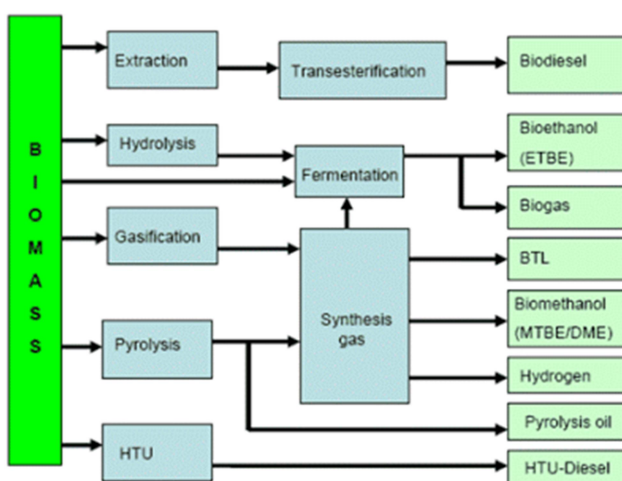 BIOMASS
Extraction
Transesterification
Biodiesel
Hydrolysis
Fermentation
Bioethanol
(ETBE)
Biogas
Gasification
Synthesis
gas
BTL
Biomethanol
(MTBE/DME)
Pyrolysis
Hydrogen
Pyrolysis oil
HTU
HTU-Diesel